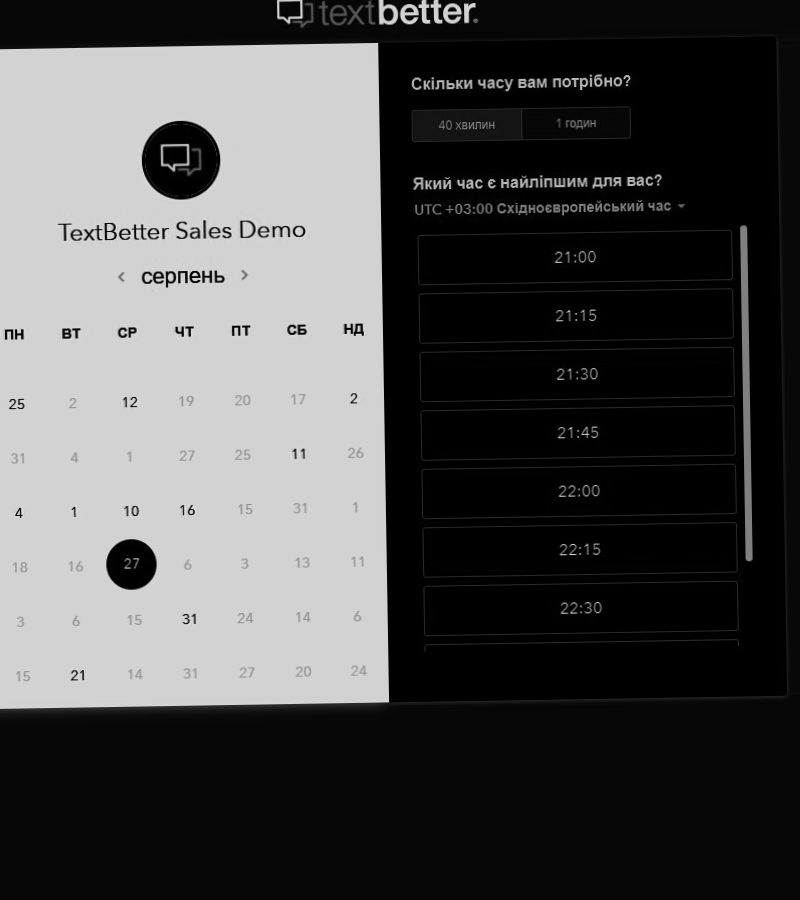 textbetter.
TextBetter Sales Demo
серпень
ПН ВТ СР ЧТ ПТ СБ НД
25 2 12 19 20 17 2
31 4 1 27 25 11 26
4 1 10 16 15 31 1
18 16 27 6 3 13 11
3 6 15 31 24 14 6
15 21 14 31 27 20 24
Скільки часу вам потрібно?
40 хвилин 1 годин
Який час є найліпшим для вас?
UTC +03:00 Східноєвропейський час
21:00
21:15
21:30
21:45
22:00
22:15
22:30